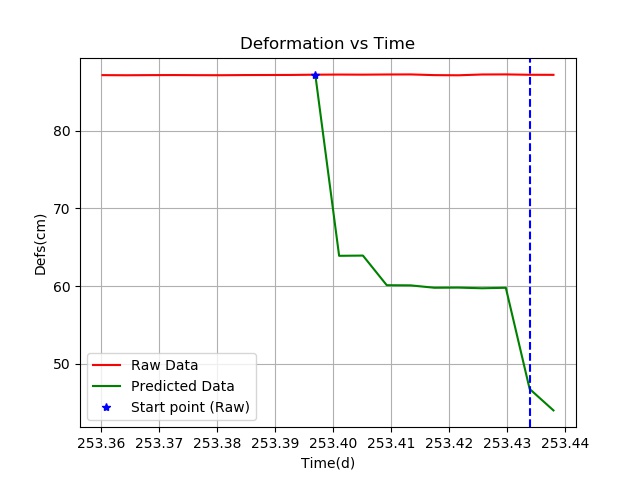 Deformation vs Time
Defs(cm)
80
70
60
50
Raw Data
Predicted Data
Start point (Raw)
253.36 253.37 253.38 253.39 253.40 253.41 253.42 253.43 253.44
Time(d)